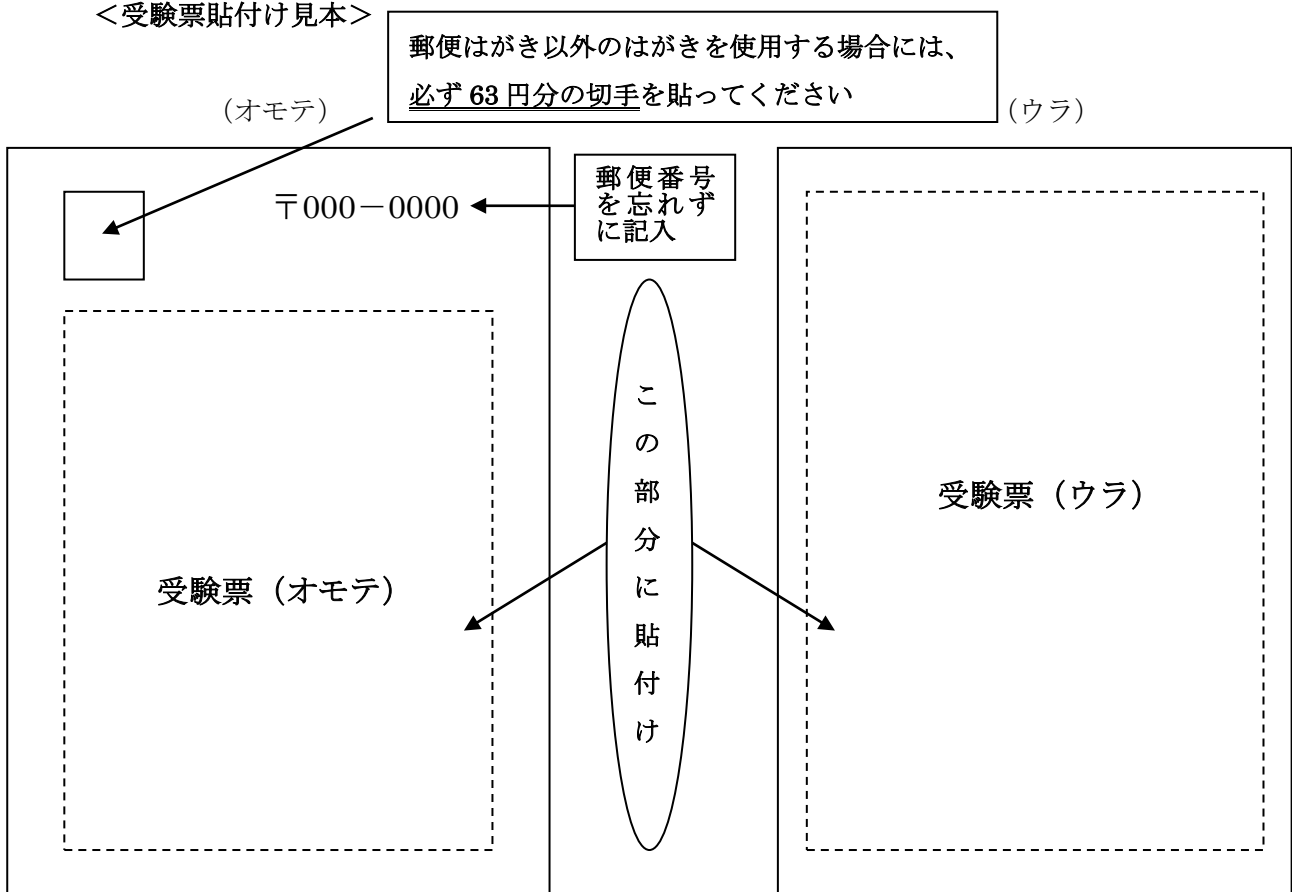 ＜受験票貼付け見本＞
郵便はがき以外のはがきを使用する場合には、
必ず 63 円分の切手を貼ってください
（オモテ）
（ウラ）
〒000－0000
郵便番号
を忘れず
に記入
この部分に貼付け
受験票（オモテ）
受験票（ウラ）